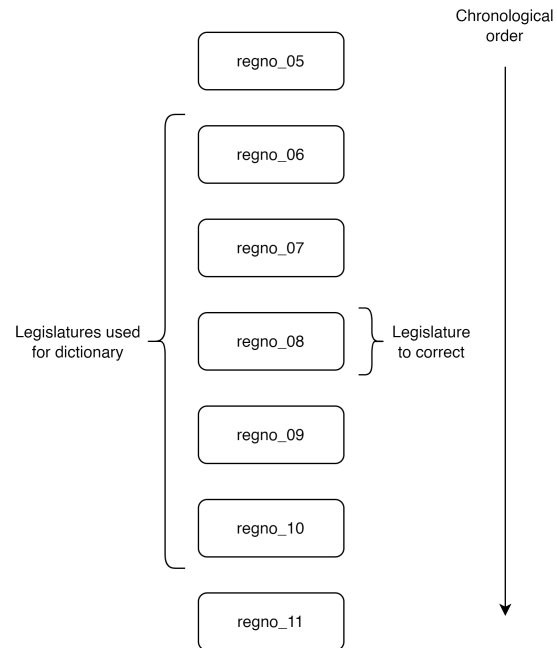 Chronological
order
regno_05
regno_06
regno_07
Legislatures used
for dictionary
regno_08
Legislature
to correct
regno_09
regno_10
regno_11